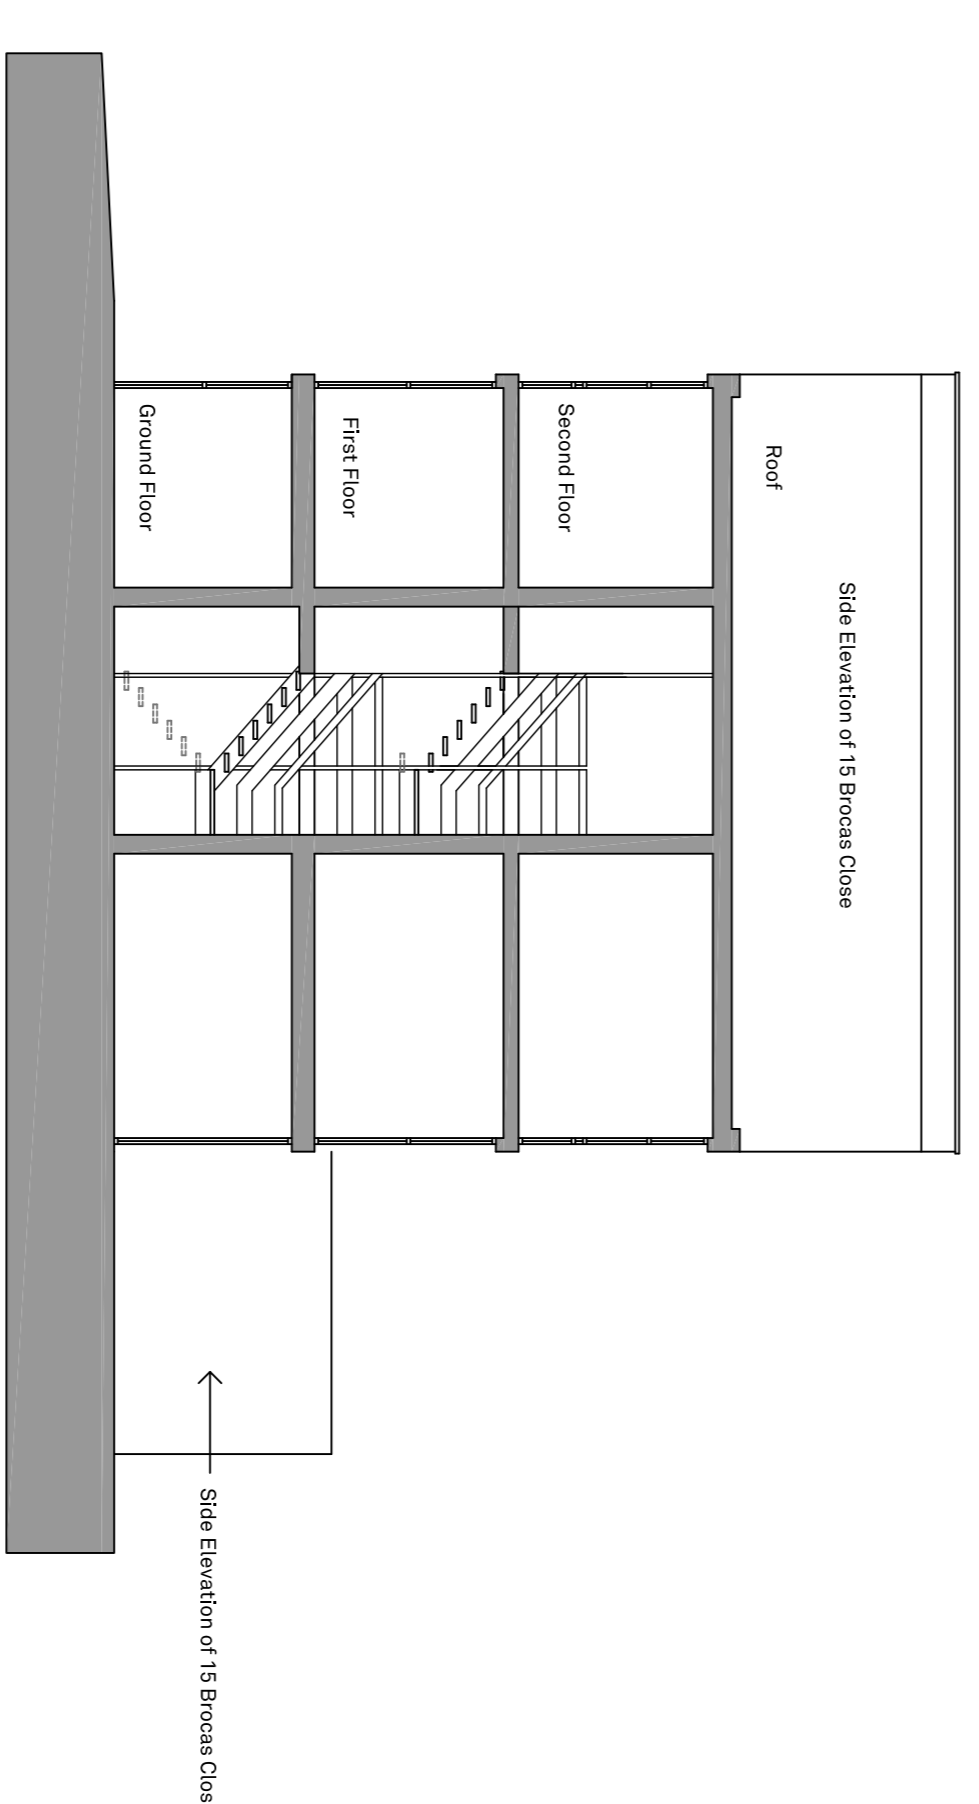 Side Elevation of 15 Brocas Close
Roof
Second Floor
First Floor
Ground Floor
Side Elevation of 15 Brocas Clos